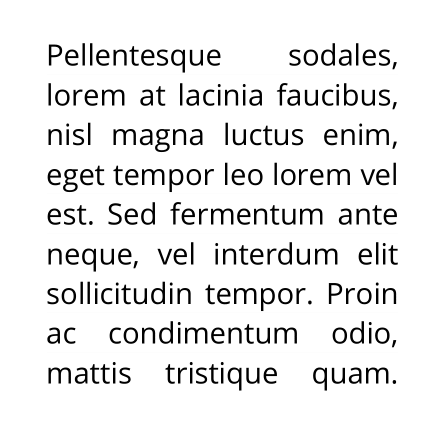 Pellentesque sodales,
lorem at lacinia faucibus,
nisl magna luctus enim,
eget tempor leo lorem vel
est. Sed fermentum ante
neque, vel interdum elit
sollicitudin tempor. Proin
ac condimentum odio,
mattis tristique quam.